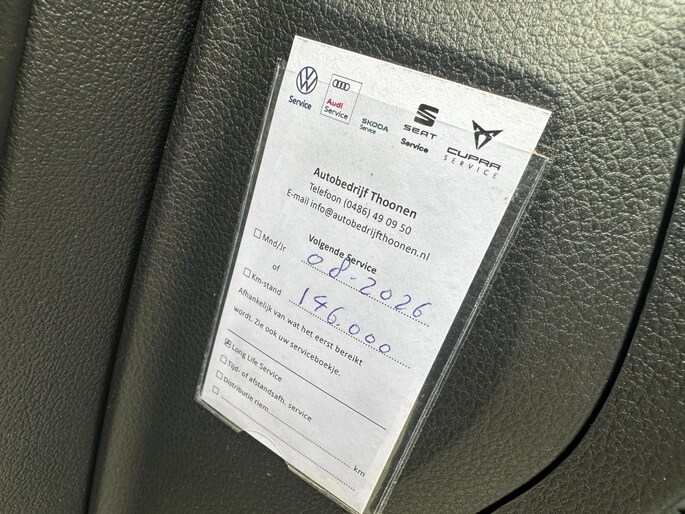 Service
Audi
Service
ŠKODA
Service
SEAT
Service
CUPRA
SERVICE
Autobedrijf Thoonen
Telefoon (0486) 49 09 50
E-mail info@autobedrijfthoonen.nl
Volgende Service
Mnd/Jr 08-2026
of
Km-stand 146.000
Afhankelijk van wat het eerst bereikt
wordt. Zie ook uw serviceboekje.
Long Life Service
Tijd- of afstandsafh. service
Distributie riem
km